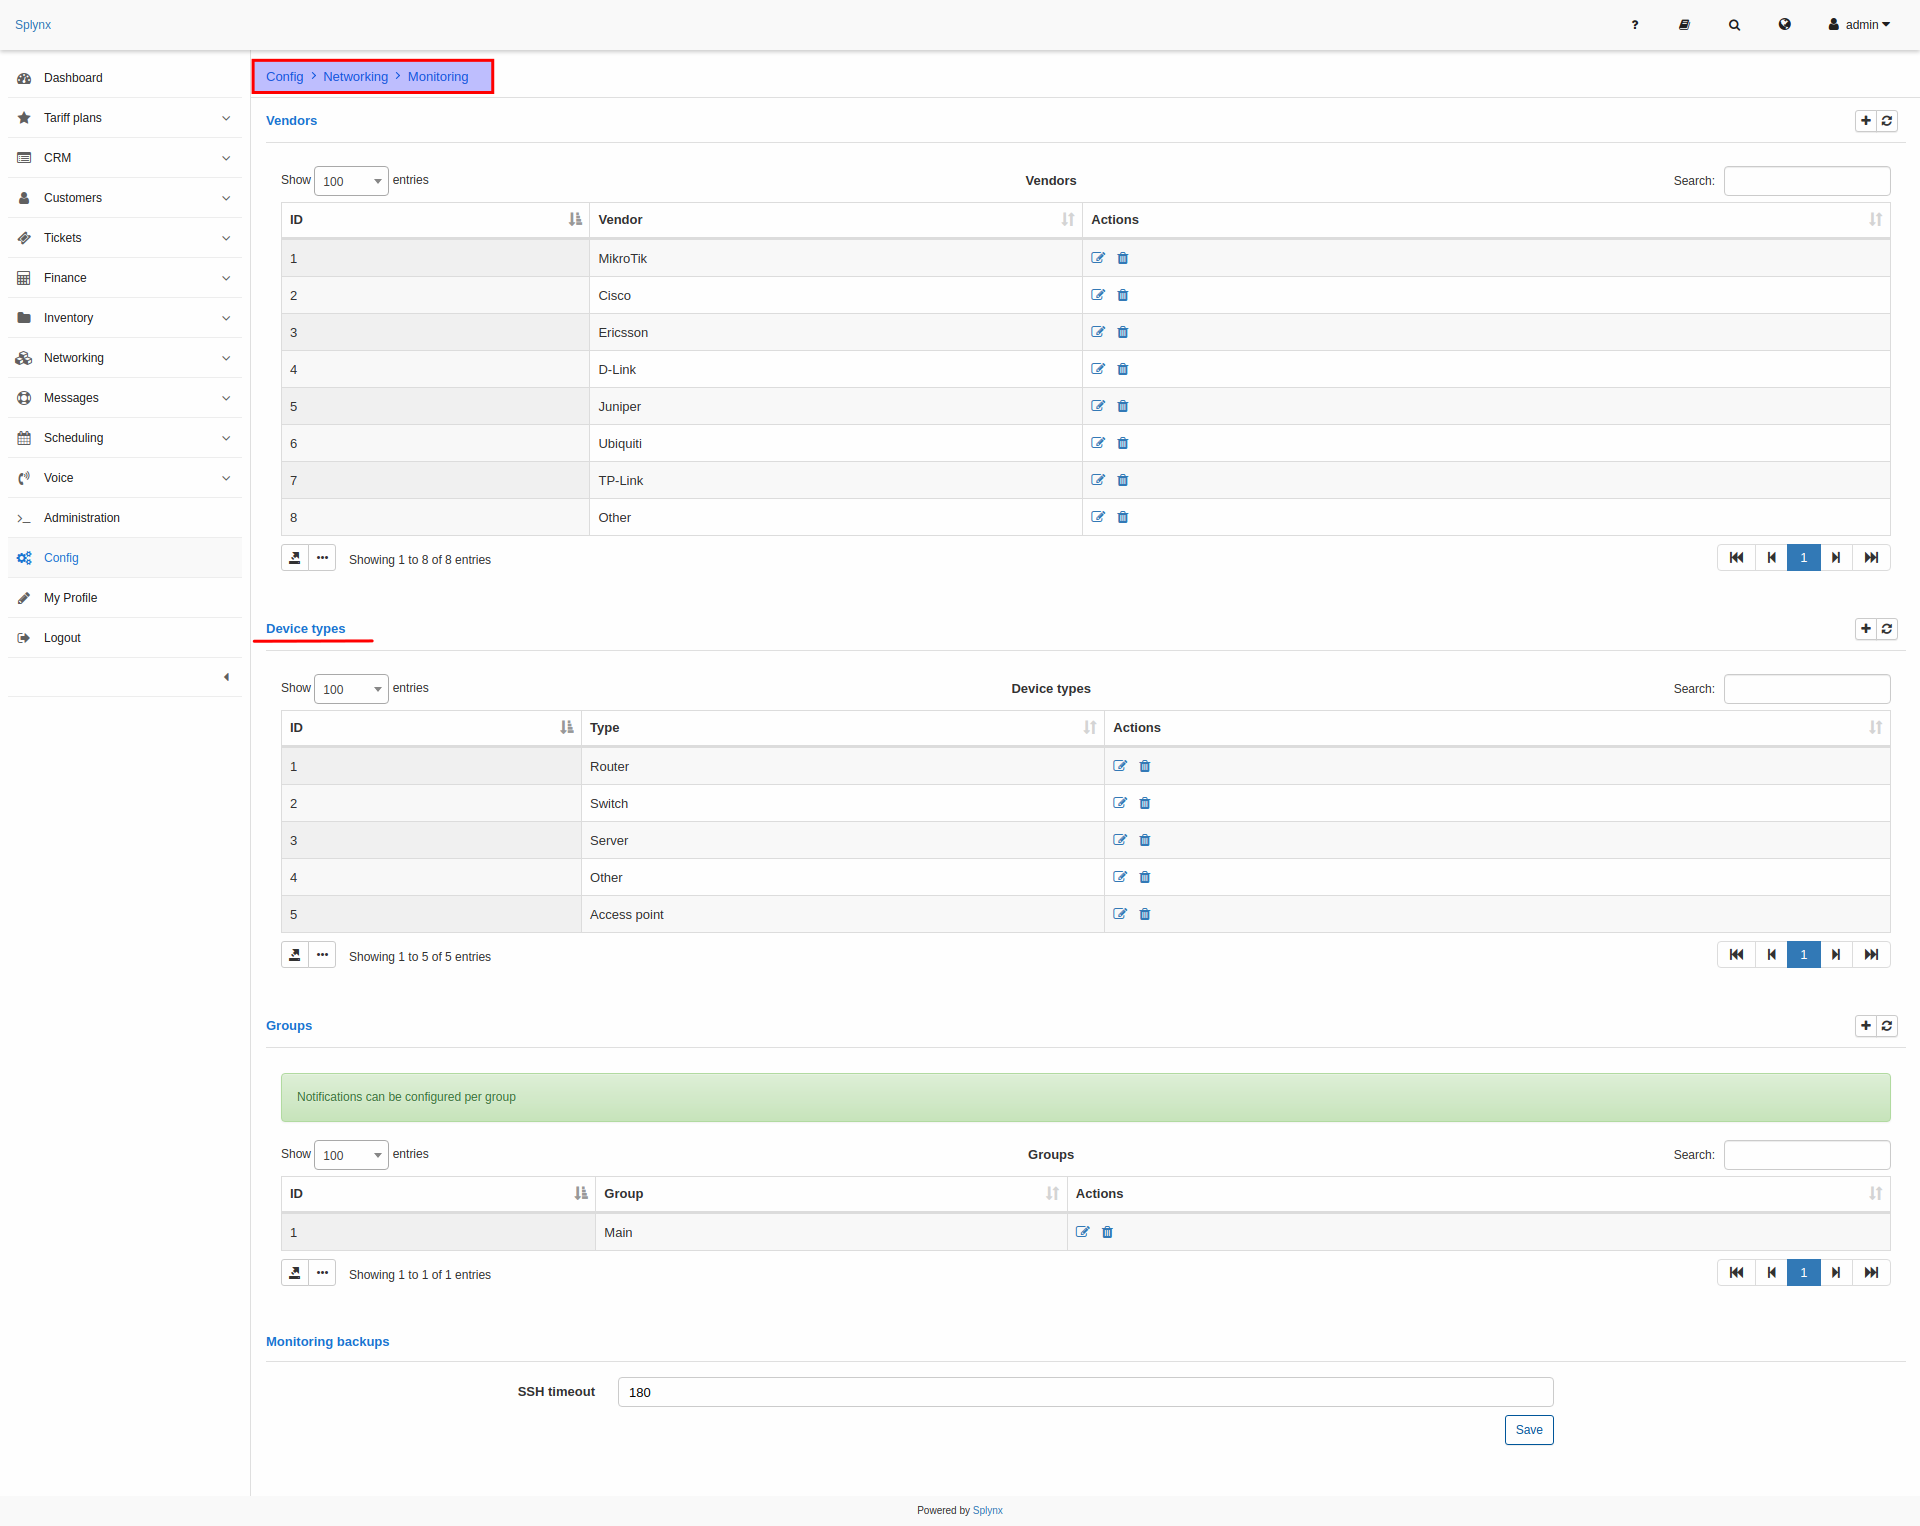 Splynx
? admin
Dashboard
Tariff plans
CRM
Customers
Tickets
Finance
Inventory
Networking
Messages
Scheduling
Voice
Administration
Config
My Profile
Logout
Config > Networking > Monitoring
Vendors
Show 100 entries Vendors Search:
ID Vendor Actions
1 MikroTik
2 Cisco
3 Ericsson
4 D-Link
5 Juniper
6 Ubiquiti
7 TP-Link
8 Other
Showing 1 to 8 of 8 entries 1
Device types
Show 100 entries Device types Search:
ID Type Actions
1 Router
2 Switch
3 Server
4 Other
5 Access point
Showing 1 to 5 of 5 entries 1
Groups
Notifications can be configured per group
Show 100 entries Groups Search:
ID Group Actions
1 Main
Showing 1 to 1 of 1 entries 1
Monitoring backups
SSH timeout 180
Save
Powered by Splynx